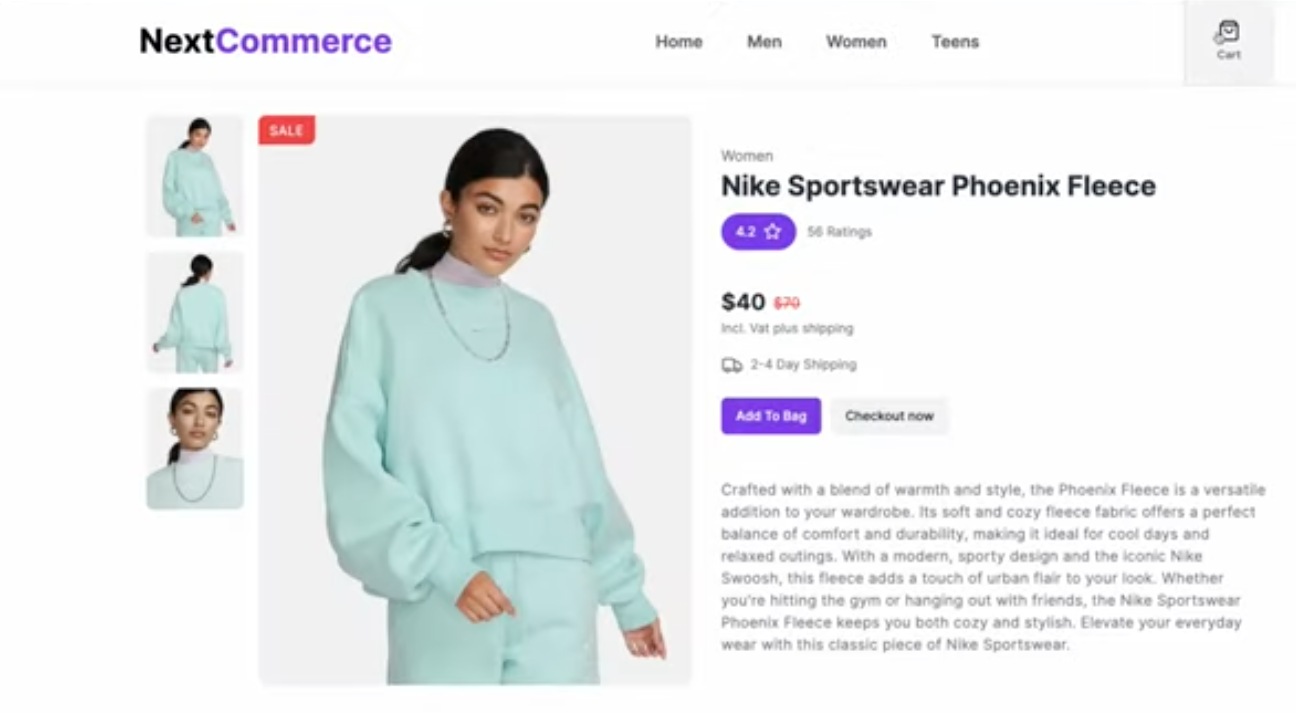 NextCommerce
Home Men Women Teens
Cart
SALE
Women
Nike Sportswear Phoenix Fleece
4.2 56 Ratings
$40 $70
Incl. Vat plus shipping
2-4 Day Shipping
Add To Bag Checkout now
Crafted with a blend of warmth and style, the Phoenix Fleece is a versatile
addition to your wardrobe. Its soft and cozy fleece fabric offers a perfect
balance of comfort and durability, making it ideal for cool days and
relaxed outings. With a modern, sporty design and the iconic Nike
Swoosh, this fleece adds a touch of urban flair to your look. Whether
you're hitting the gym or hanging out with friends, the Nike Sportswear
Phoenix Fleece keeps you both cozy and stylish. Elevate your everyday
wear with this classic piece of Nike Sportswear.